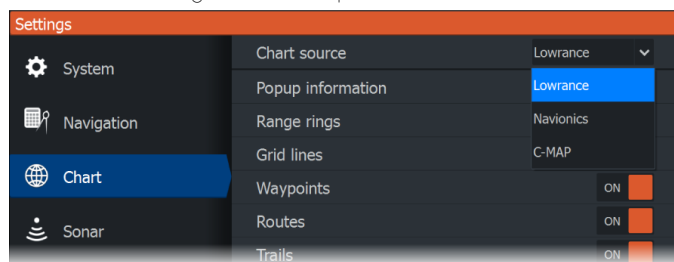 Settings
System
Navigation
Chart
Sonar
Chart source Lowrance
Popup information Lowrance
Range rings Navionics
Grid lines C-MAP
Waypoints ON
Routes ON
Trails ON